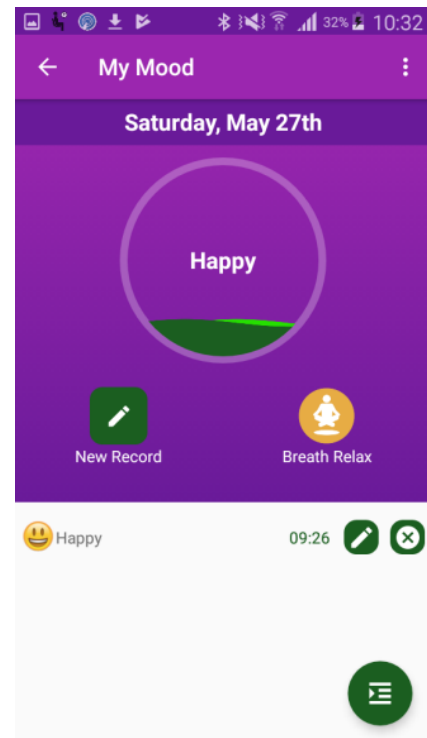 32% 10:32
My Mood
Saturday, May 27th
Happy
New Record
Breath Relax
Happy 09:26